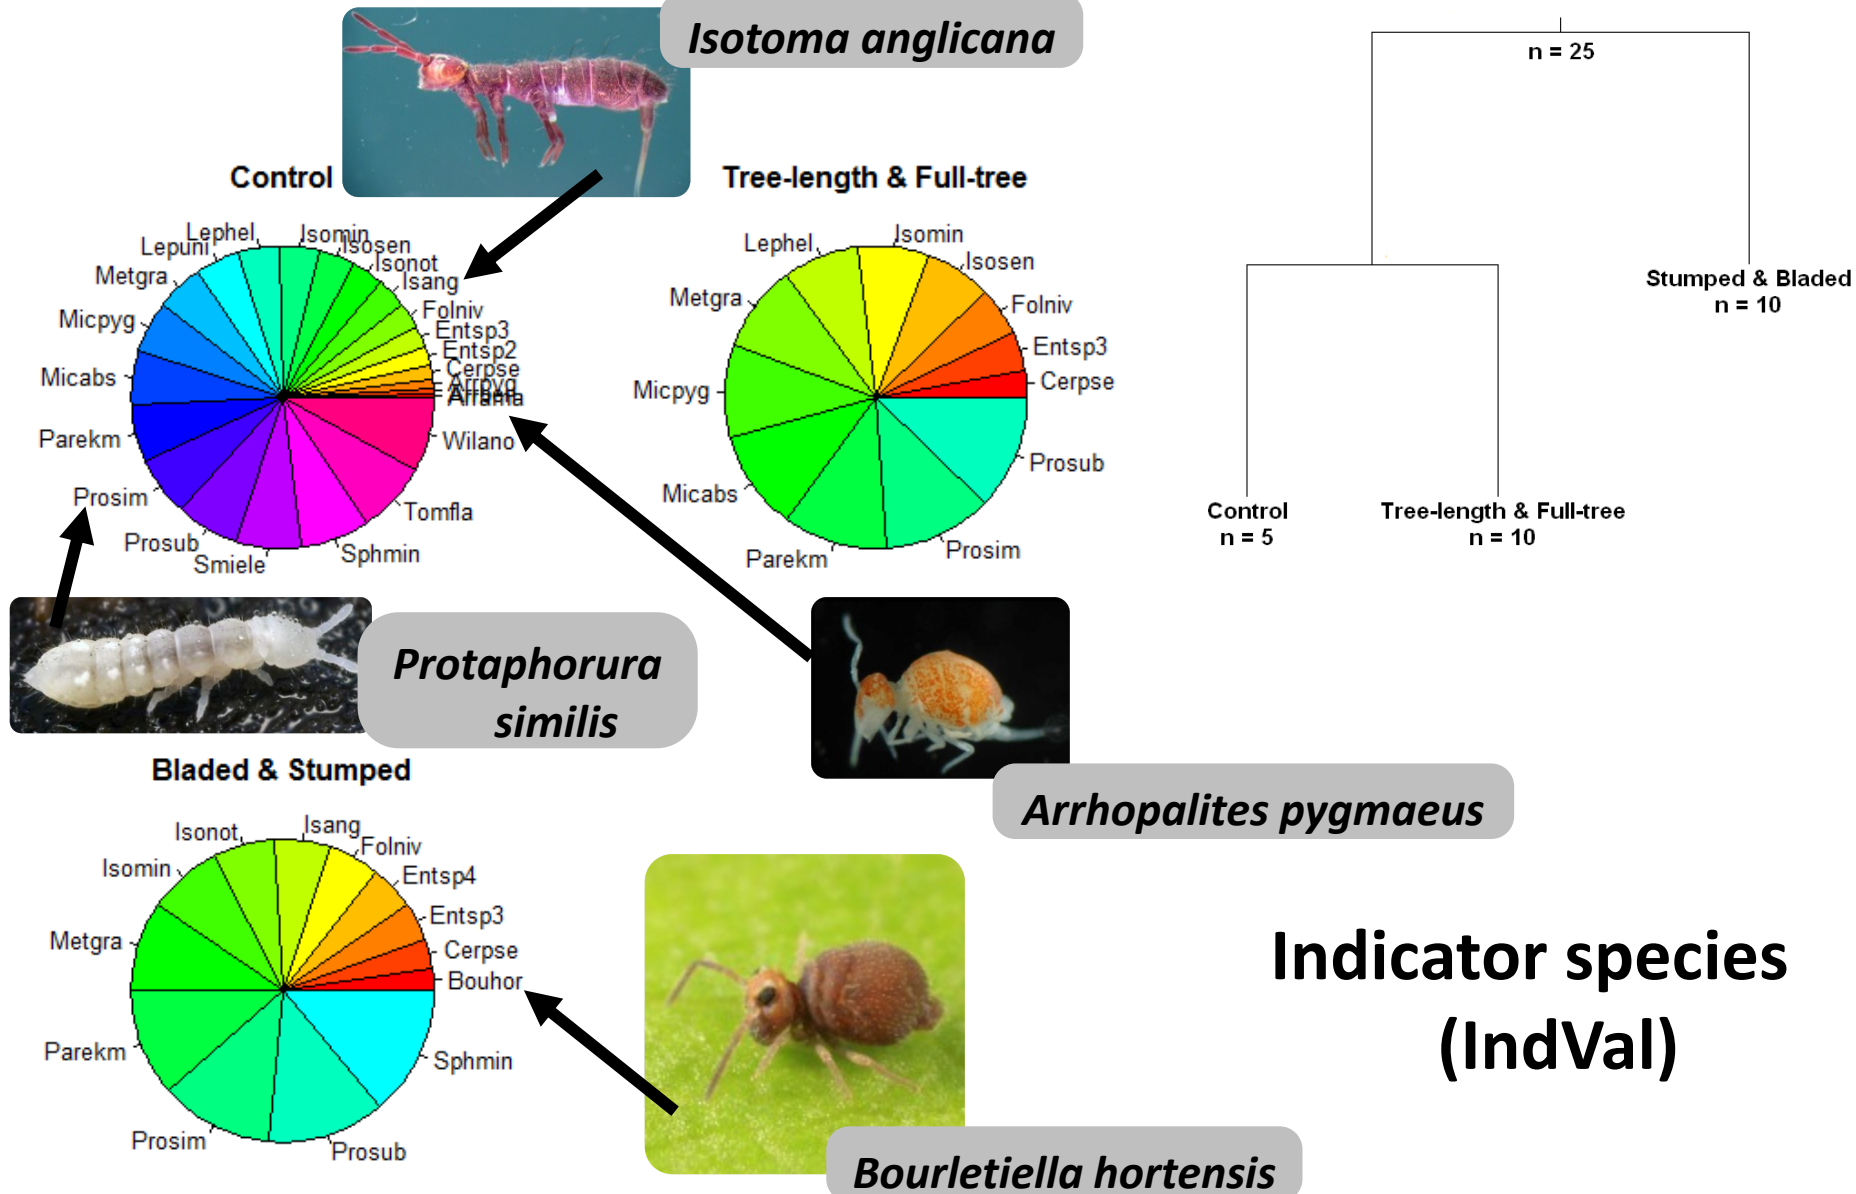 Isotoma anglicana
n = 25
Stumped & Bladed
n = 10
Control
n = 5
Tree-length & Full-tree
n = 10
Control
Lephel
Isomin
Lepuni
Isosen
Metgra
Isonot
Isang
Micpyg
Folniv
Entsp3
Entsp2
Micabs
Cerpse
Arrpyg
Parekm
Wilano
Prosim
Tomfla
Prosub
Smiele
Sphmin
Tree-length & Full-tree
Lephel
Isomin
Isosen
Metgra
Folniv
Entsp3
Micpyg
Cerpse
Prosub
Micabs
Prosim
Parekm
Protaphorura
similis
Arrhopalites pygmaeus
Bladed & Stumped
Isonot
Isang
Folniv
Isomin
Entsp4
Entsp3
Metgra
Cerpse
Bouhor
Parekm
Sphmin
Prosim
Prosub
Bourletiella hortensis
Indicator species
(IndVal)